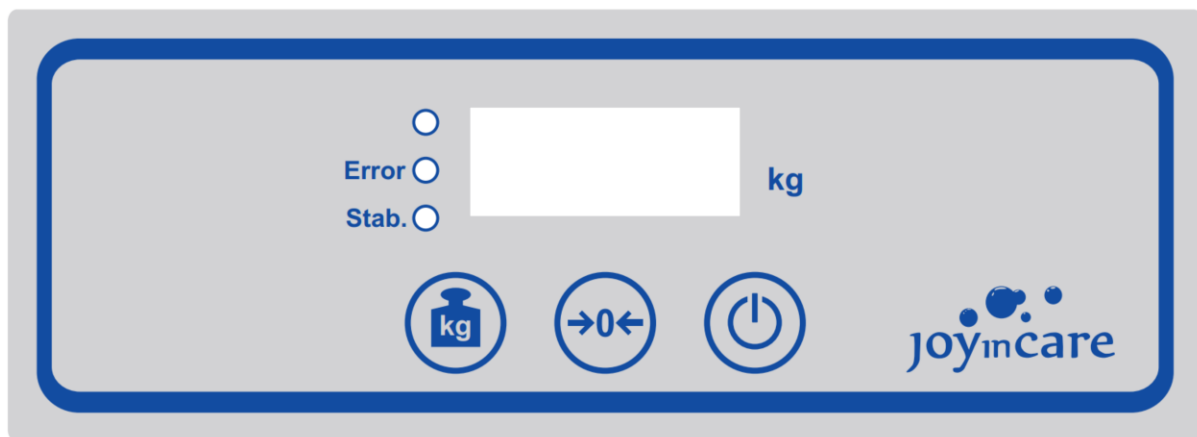 Error
Stab.
kg
kg
→0←
joyincare